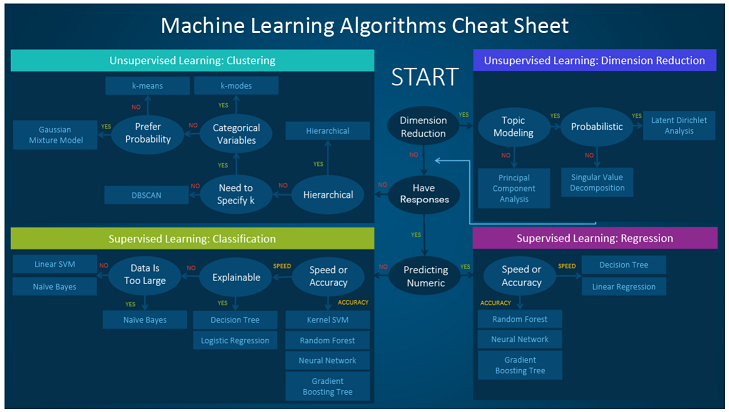 Machine Learning Algorithms Cheat Sheet
Unsupervised Learning: Clustering
START
Unsupervised Learning: Dimension Reduction
k-means
k-modes
NO
YES
Gaussian
Mixture Model
YES
Prefer
Probability
NO
Categorical
Variables
Hierarchical
YES
YES
DBSCAN
NO
Need to
Specify k
NO
Hierarchical
NO
Dimension
Reduction
YES
NO
Have
Responses
YES
Topic
Modeling
YES
Probabilistic
YES
Latent Dirichlet
Analysis
NO
NO
Principal
Component
Analysis
Singular Value
Decomposition
Supervised Learning: Classification
Supervised Learning: Regression
Linear SVM
Naïve Bayes
NO
Data Is
Too Large
NO
Explainable
SPEED
Speed or
Accuracy
NO
Predicting
Numeric
YES
Speed or
Accuracy
SPEED
Decision Tree
Linear Regression
YES
YES
ACCURACY
ACCURACY
Naïve Bayes
Decision Tree
Logistic Regression
Kernel SVM
Random Forest
Neural Network
Gradient
Boosting Tree
Random Forest
Neural Network
Gradient
Boosting Tree